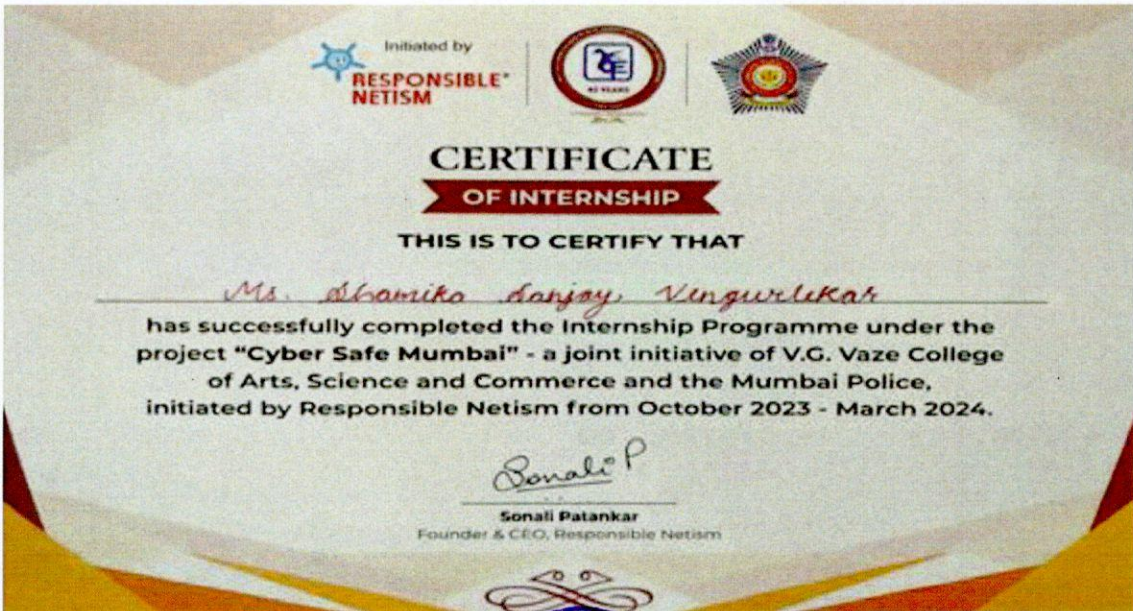 Initiated by
RESPONSIBLE
NETISM
40 YEARS
CERTIFICATE
OF INTERNSHIP
THIS IS TO CERTIFY THAT
Ms. Shamika Sanjay Vengurlekar
has successfully completed the Internship Programme under the
project "Cyber Safe Mumbai" - a joint initiative of V.G. Vaze College
of Arts, Science and Commerce and the Mumbai Police,
initiated by Responsible Netism from October 2023 - March 2024.
Sonali P
Sonali Patankar
Founder & CEO, Responsible Netism